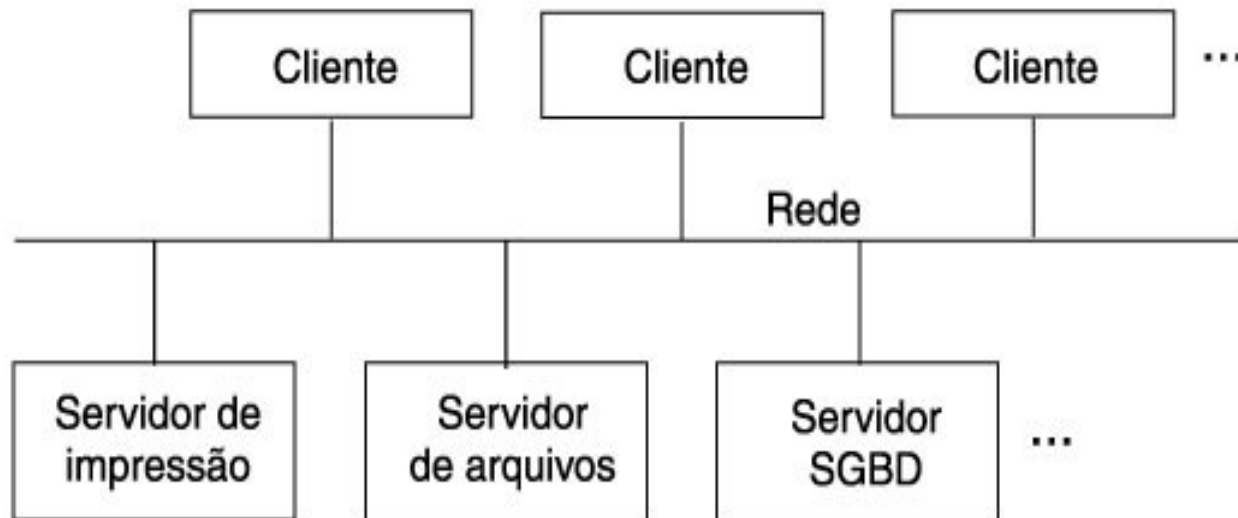 Cliente
Cliente
Cliente
...
Rede
Servidor de
impressão
Servidor
de arquivos
Servidor
SGBD
...